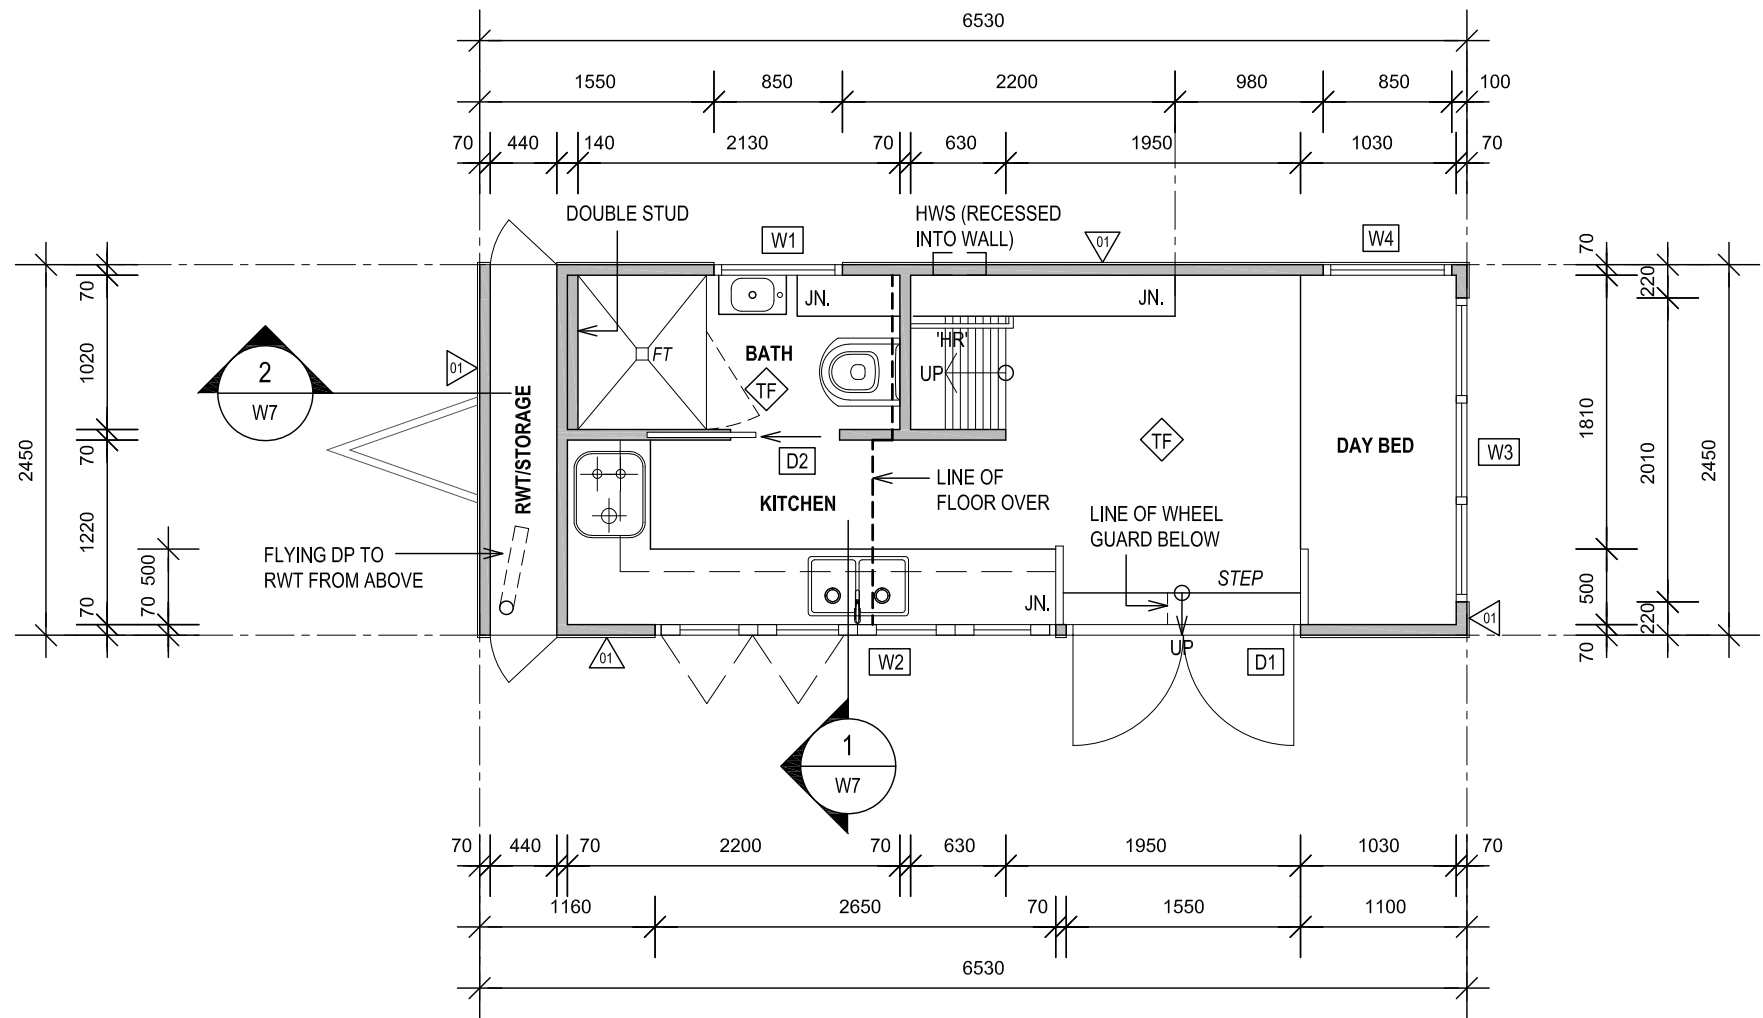 6530
1550 850 2200 980 850 100
70 440 140 2130 70 630 1950 1030 70
DOUBLE STUD
HWS (RECESSED
INTO WALL)
W1
01
W4
JN.
JN.
'HR'
UP
FT
BATH
TF
01
2
W7
RWT/STORAGE
D2
KITCHEN
LINE OF
FLOOR OVER
TF
DAY BED
W3
LINE OF WHEEL
GUARD BELOW
STEP
FLYING DP TO
RWT FROM ABOVE
JN.
01
01
W2
UP
D1
1
W7
2450
70
1020
70
1220
70
500
70
70
1810
500
70
220
2010
220
2450
70 440 70 2200 70 630 1950 1030 70
1160 2650 70 1550 1100
6530